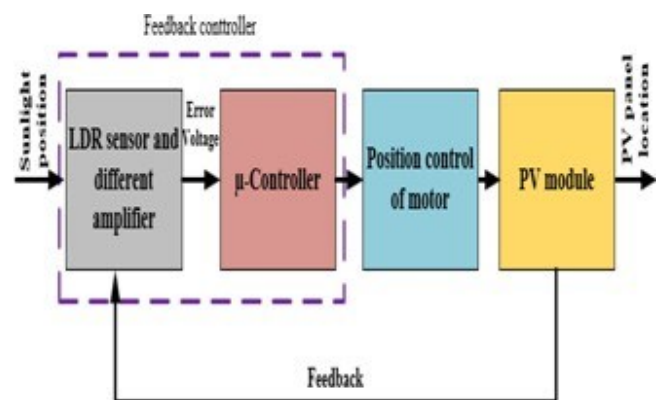 Feedback conttroller
Sunlight
position
LDR sensor and
different
amplifier
Error
Voltage
μ-Controller
Position control
of motor
PV module
PV panel
location
Feedback